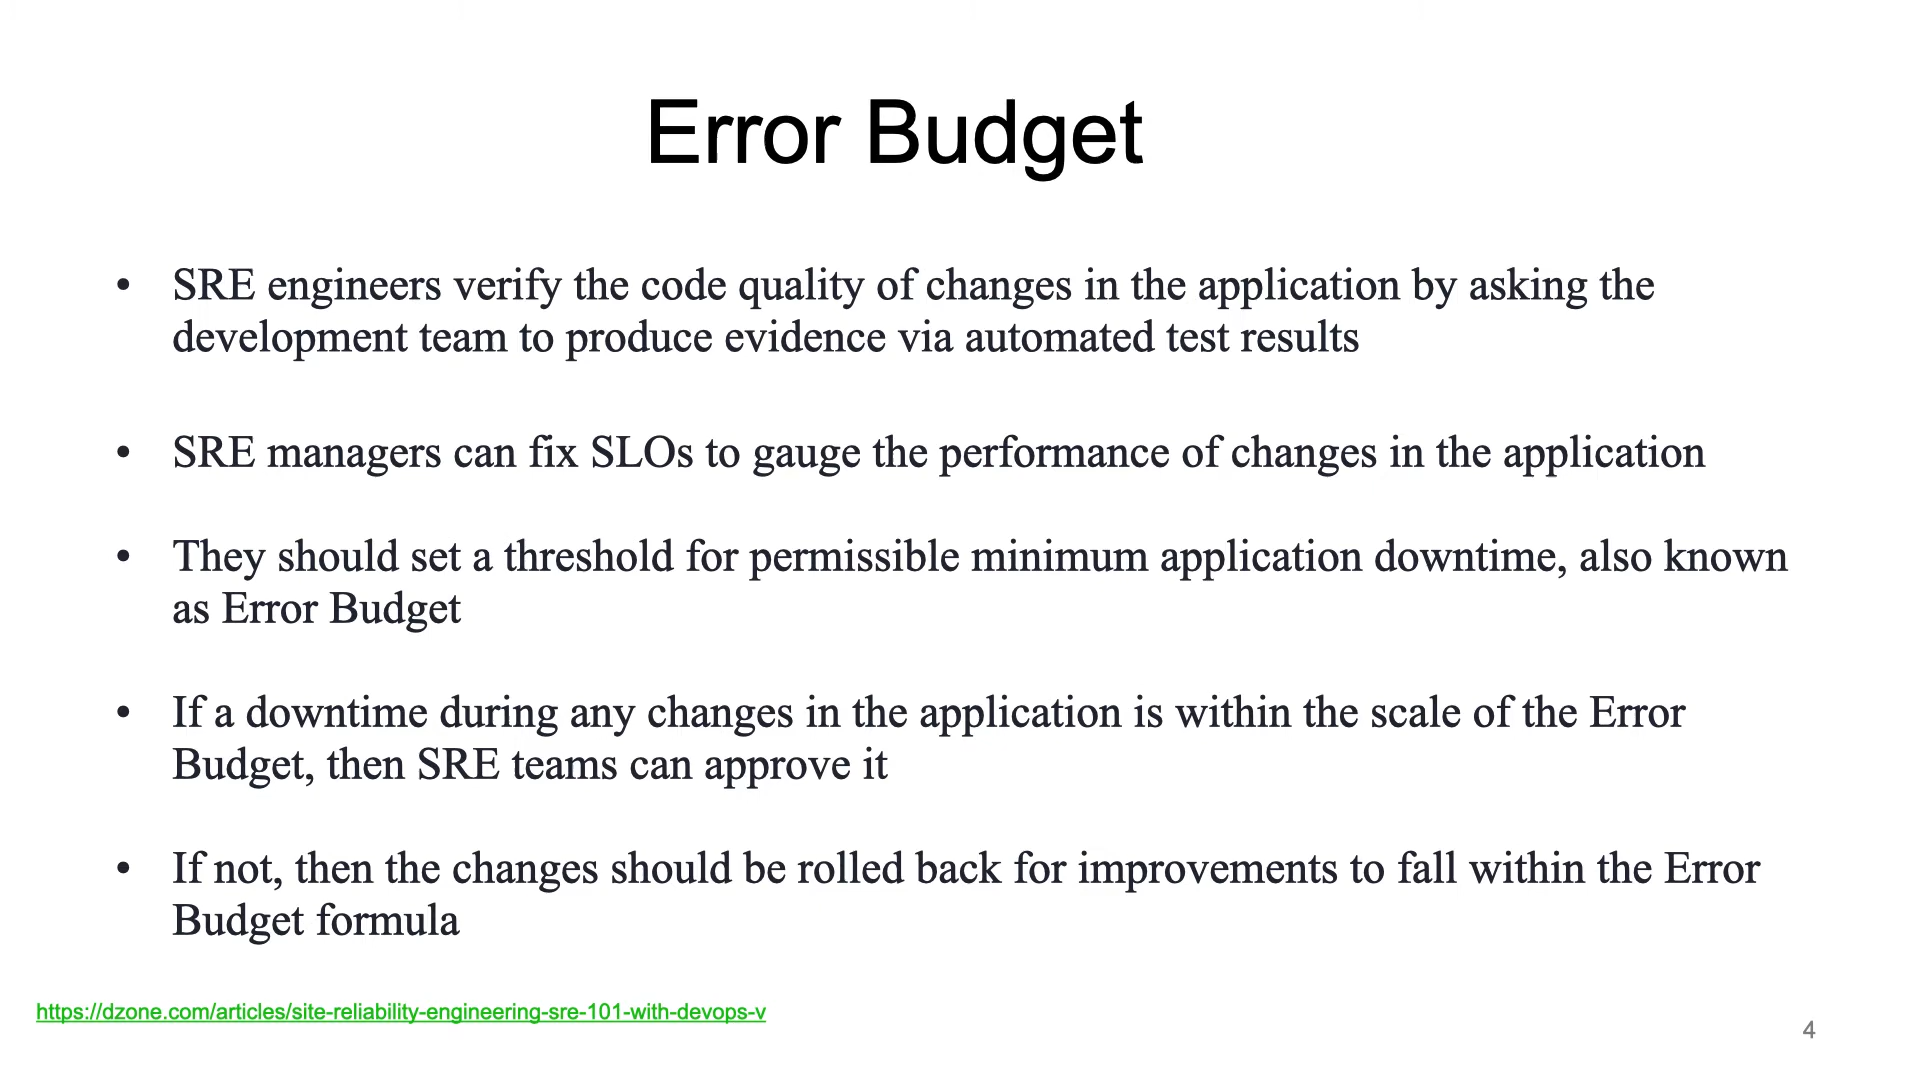 Error Budget
• SRE engineers verify the code quality of changes in the application by asking the
development team to produce evidence via automated test results
• SRE managers can fix SLOs to gauge the performance of changes in the application
• They should set a threshold for permissible minimum application downtime, also known
as Error Budget
• If a downtime during any changes in the application is within the scale of the Error
Budget, then SRE teams can approve it
• If not, then the changes should be rolled back for improvements to fall within the Error
Budget formula
https://dzone.com/articles/site-reliability-engineering-sre-101-with-devops-v
4